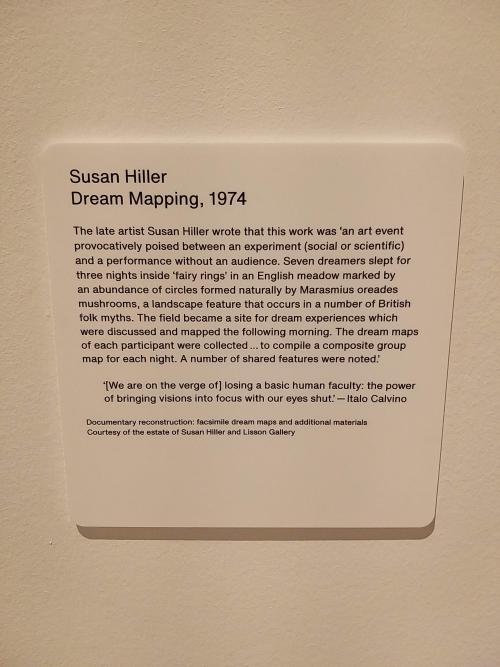 Susan Hiller
Dream Mapping, 1974
The late artist Susan Hiller wrote that this work was ‘an art event
provocatively poised between an experiment (social or scientific)
and a performance without an audience. Seven dreamers slept for
three nights inside ‘fairy rings’ in an English meadow marked by
an abundance of circles formed naturally by Marasmius oreades
mushrooms, a landscape feature that occurs in a number of British
folk myths. The field became a site for dream experiences which
were discussed and mapped the following morning. The dream maps
of each participant were collected ... to compile a composite group
map for each night. A number of shared features were noted.’
‘[We are on the verge of] losing a basic human faculty: the power
of bringing visions into focus with our eyes shut.’ — Italo Calvino
Documentary reconstruction: facsimile dream maps and additional materials
Courtesy of the estate of Susan Hiller and Lisson Gallery